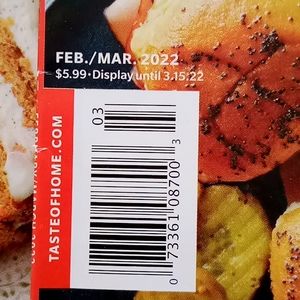 FEB./MAR. 2022
$5.99 • Display until 3.15.22
03
TASTEOFHOME.COM
0 73361 08700 3